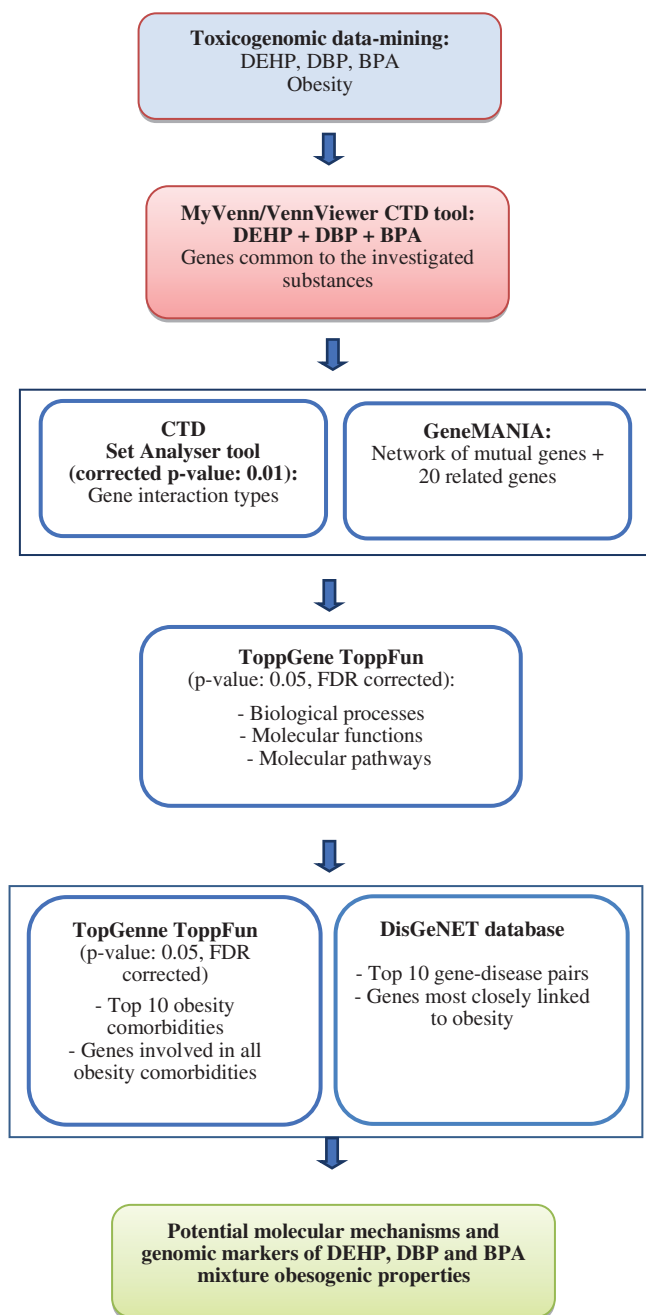 Toxicogenomic data-mining:
DEHP, DBP, BPA
Obesity
MyVenn/VennViewer CTD tool:
DEHP + DBP + BPA
Genes common to the investigated
substances
CTD
Set Analyser tool
(corrected p-value: 0.01):
Gene interaction types
GeneMANIA:
Network of mutual genes +
20 related genes
ToppGene ToppFun
(p-value: 0.05, FDR corrected):
- Biological processes
- Molecular functions
- Molecular pathways
TopGenne ToppFun
(p-value: 0.05, FDR
corrected)
- Top 10 obesity
comorbidities
- Genes involved in all
obesity comorbidities
DisGeNET database
- Top 10 gene-disease pairs
- Genes most closely linked
to obesity
Potential molecular mechanisms and
genomic markers of DEHP, DBP and BPA
mixture obesogenic properties